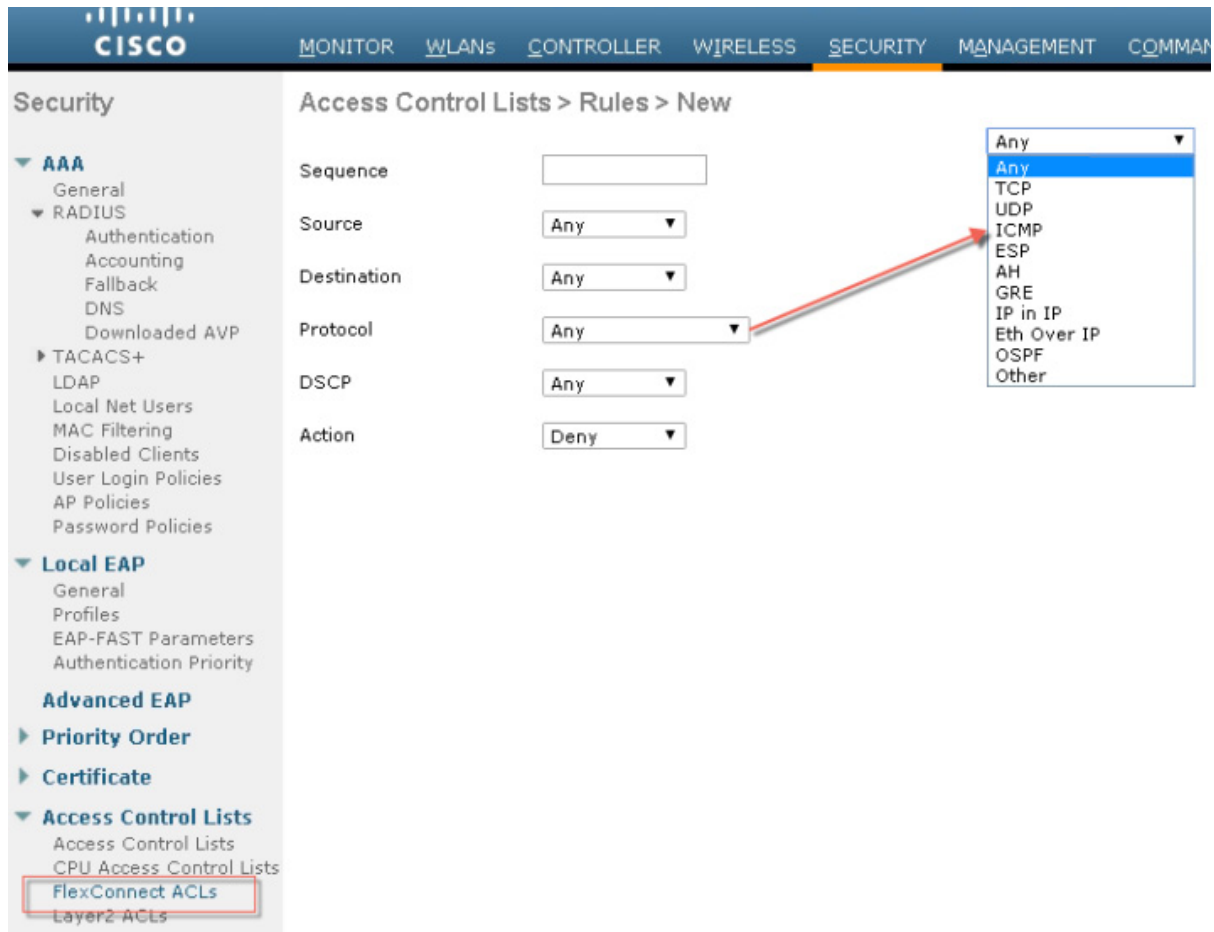 CISCO
MONITOR WLANs CONTROLLER WIRELESS SECURITY MANAGEMENT COMMAN
Security
AAA
General
RADIUS
Authentication
Accounting
Fallback
DNS
Downloaded AVP
TACACS+
LDAP
Local Net Users
MAC Filtering
Disabled Clients
User Login Policies
AP Policies
Password Policies
Local EAP
General
Profiles
EAP-FAST Parameters
Authentication Priority
Advanced EAP
Priority Order
Certificate
Access Control Lists
Access Control Lists
CPU Access Control Lists
FlexConnect ACLs
Layer2 ACLs
Access Control Lists > Rules > New
Sequence
Source Any
Destination Any
Protocol Any
DSCP Any
Action Deny
Any
Any
TCP
UDP
ICMP
ESP
AH
GRE
IP in IP
Eth Over IP
OSPF
Other